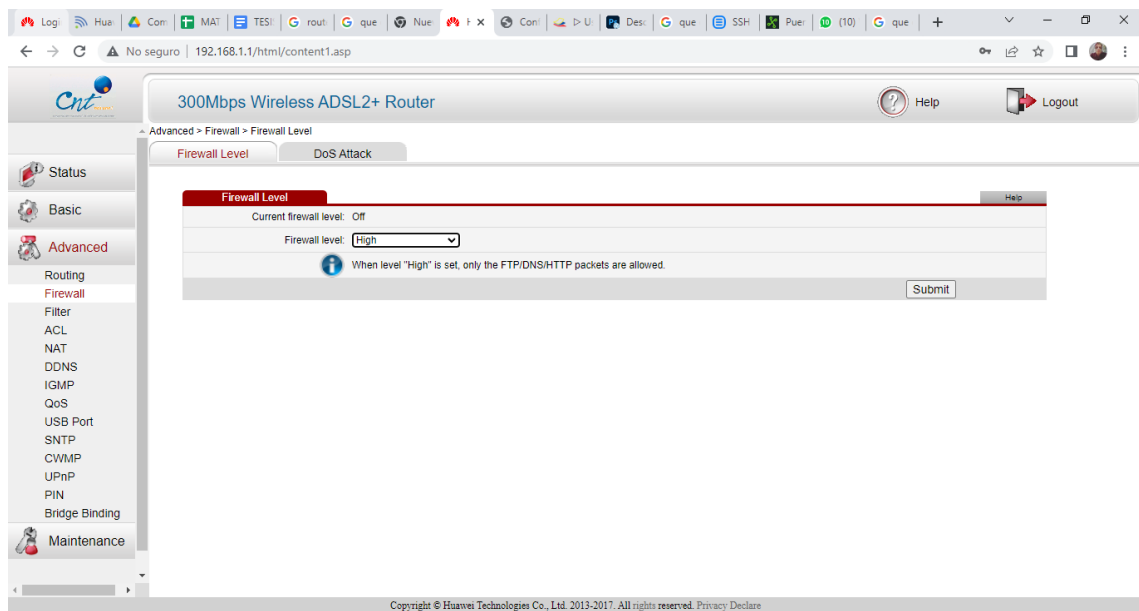 Logi Hua Com MAT TESI rout que Nue H Conf U Desc que SSH Puer (10) que
No seguro 192.168.1.1/html/content1.asp
Cnt
300Mbps Wireless ADSL2+ Router
Help
Logout
Advanced > Firewall > Firewall Level
Firewall Level
DoS Attack
Status
Basic
Advanced
Routing
Firewall
Filter
ACL
NAT
DDNS
IGMP
QoS
USB Port
SNTP
CWMP
UPnP
PIN
Bridge Binding
Maintenance
Firewall Level
Help
Current firewall level: Off
Firewall level: High
When level "High" is set, only the FTP/DNS/HTTP packets are allowed.
Submit
Copyright © Huawei Technologies Co., Ltd. 2013-2017. All rights reserved. Privacy Declare